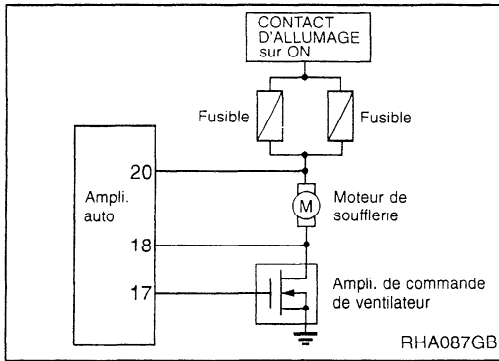 CONTACT
D'ALLUMAGE
sur ON
Fusible
Fusible
20
Ampli.
auto
M
Moteur de
soufflerie
18
17
Ampli. de commande
de ventilateur
RHA087GB